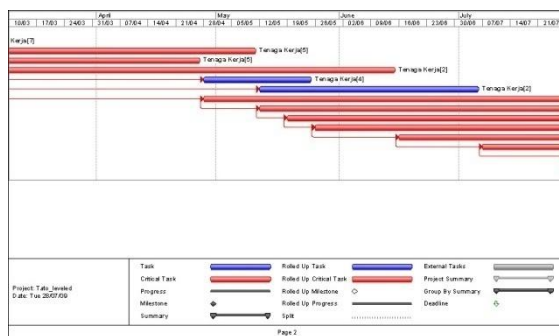 April May June July
10/03 17/03 24/03 31/03 07/04 14/04 21/04 28/04 05/05 12/05 19/05 26/05 02/06 09/06 16/06 23/06 30/06 07/07 14/07 21/07
Kerja[7]
Tenaga Kerja[5]
Tenaga Kerja[5]
Tenaga Kerja[2]
Tenaga Kerja[4]
Tenaga Kerja[2]
Project: Tato_leveled
Date: Tue 28/07/09
Task Rolled Up Task External Tasks
Critical Task Rolled Up Critical Task Project Summary
Progress Rolled Up Milestone Group By Summary
Milestone Rolled Up Progress Deadline
Summary Split
Page 2